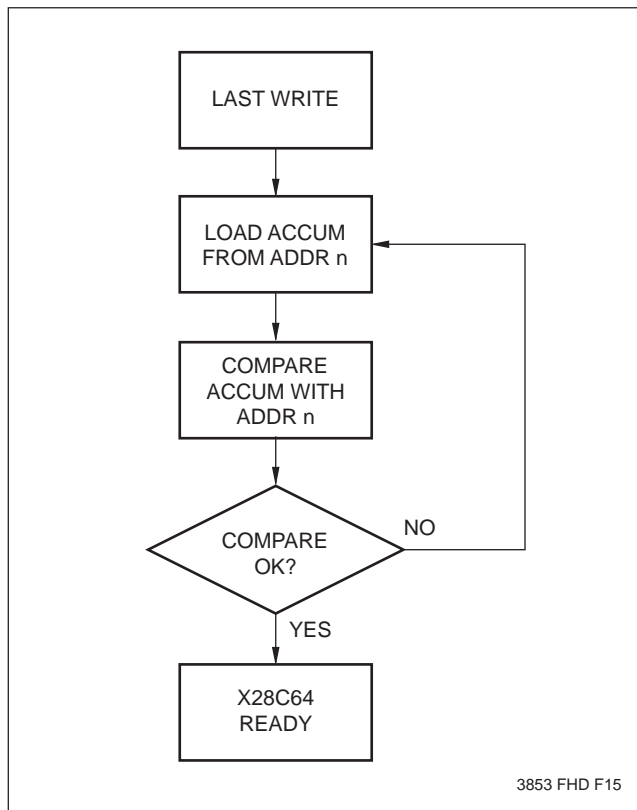 LAST WRITE
LOAD ACCUM
FROM ADDR n
COMPARE
ACCUM WITH
ADDR n
COMPARE
OK?
NO
YES
X28C64
READY
3853 FHD F15